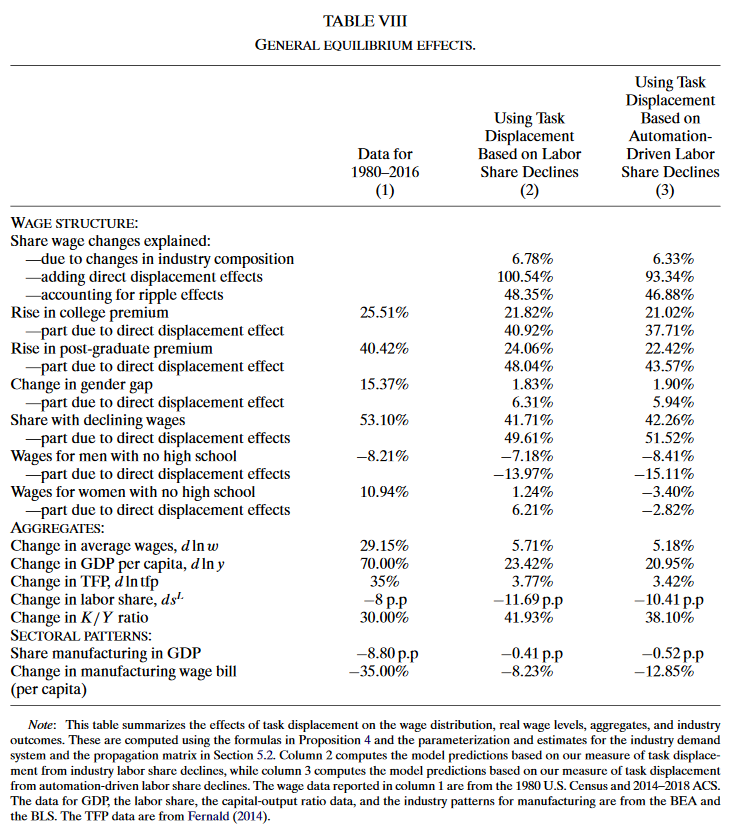 TABLE VIII
GENERAL EQUILIBRIUM EFFECTS.
Using Task
Displacement
Using Task Based on
Displacement Automation-
Data for Based on Labor Driven Labor
1980–2016 Share Declines Share Declines
(1) (2) (3)
WAGE STRUCTURE:
Share wage changes explained:
—due to changes in industry composition 6.78% 6.33%
—adding direct displacement effects 100.54% 93.34%
—accounting for ripple effects 48.35% 46.88%
Rise in college premium 25.51% 21.82% 21.02%
—part due to direct displacement effect 40.92% 37.71%
Rise in post-graduate premium 40.42% 24.06% 22.42%
—part due to direct displacement effect 48.04% 43.57%
Change in gender gap 15.37% 1.83% 1.90%
—part due to direct displacement effect 6.31% 5.94%
Share with declining wages 53.10% 41.71% 42.26%
—part due to direct displacement effects 49.61% 51.52%
Wages for men with no high school −8.21% −7.18% −8.41%
—part due to direct displacement effects −13.97% −15.11%
Wages for women with no high school 10.94% 1.24% −3.40%
—part due to direct displacement effects 6.21% −2.82%
AGGREGATES:
Change in average wages, d ln w 29.15% 5.71% 5.18%
Change in GDP per capita, d ln y 70.00% 23.42% 20.95%
Change in TFP, d ln tfp 35% 3.77% 3.42%
Change in labor share, ds^L −8 p.p −11.69 p.p −10.41 p.p
Change in K/Y ratio 30.00% 41.93% 38.10%
SECTORAL PATTERNS:
Share manufacturing in GDP −8.80 p.p −0.41 p.p −0.52 p.p
Change in manufacturing wage bill −35.00% −8.23% −12.85%
(per capita)
Note: This table summarizes the effects of task displacement on the wage distribution, real wage levels, aggregates, and industry
outcomes. These are computed using the formulas in Proposition 4 and the parameterization and estimates for the industry demand
system and the propagation matrix in Section 5.2. Column 2 computes the model predictions based on our measure of task displace-
ment from industry labor share declines, while column 3 computes the model predictions based on our measure of task displacement
from automation-driven labor share declines. The wage data reported in column 1 are from the 1980 U.S. Census and 2014–2018 ACS.
The data for GDP, the labor share, the capital-output ratio data, and the industry patterns for manufacturing are from the BEA and
the BLS. The TFP data are from Fernald (2014).